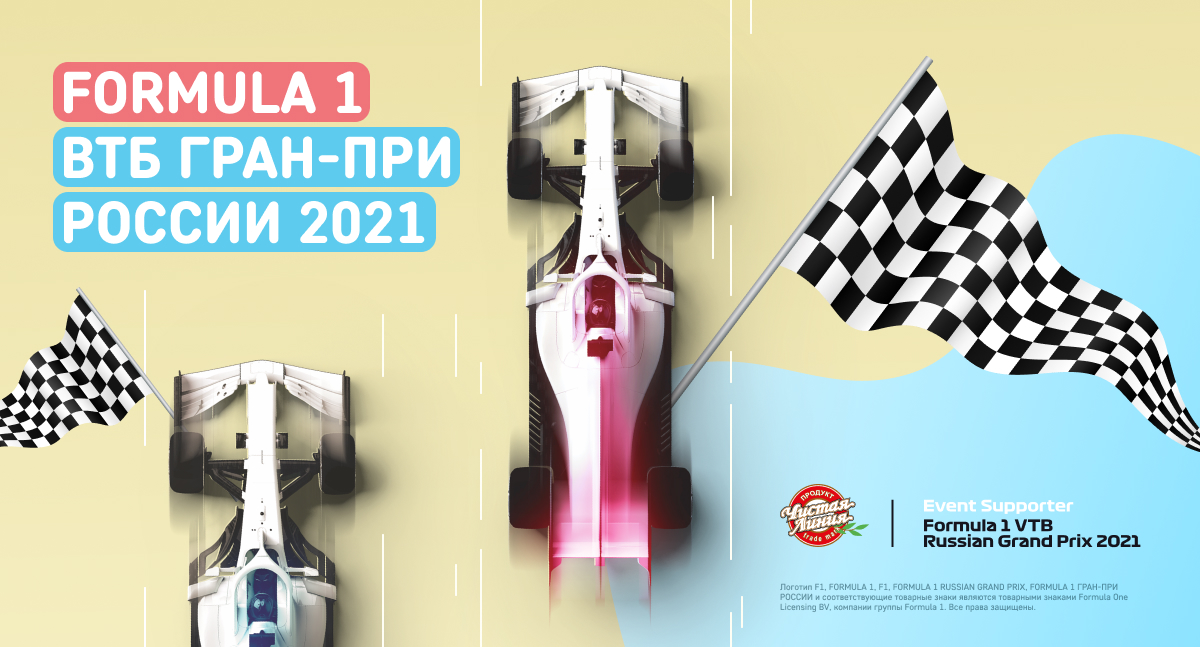 FORMULA 1
ВТБ ГРАН-ПРИ
РОССИИ 2021
ПРОДУКТ
Чистая
Линия
trade mark
Event Supporter
Formula 1 VTB
Russian Grand Prix 2021
Логотип F1, FORMULA 1, F1, FORMULA 1 RUSSIAN GRAND PRIX, FORMULA 1 ГРАН-ПРИ
РОССИИ и соответствующие товарные знаки являются товарными знаками Formula One
Licensing BV, компании группы Formula 1. Все права защищены.